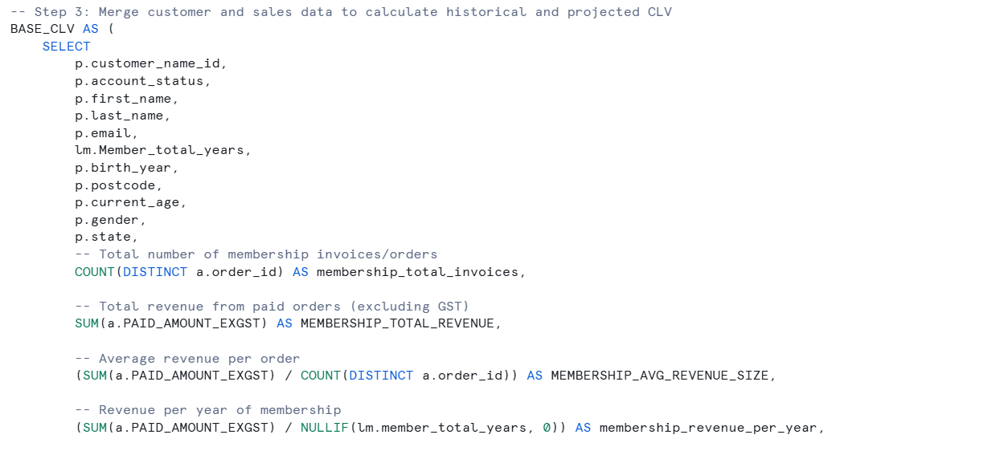 -- Step 3: Merge customer and sales data to calculate historical and projected CLV
BASE_CLV AS (
    SELECT
        p.customer_name_id,
        p.account_status,
        p.first_name,
        p.last_name,
        p.email,
        lm.Member_total_years,
        p.birth_year,
        p.postcode,
        p.current_age,
        p.gender,
        p.state,
        -- Total number of membership invoices/orders
        COUNT(DISTINCT a.order_id) AS membership_total_invoices,

        -- Total revenue from paid orders (excluding GST)
        SUM(a.PAID_AMOUNT_EXGST) AS MEMBERSHIP_TOTAL_REVENUE,

        -- Average revenue per order
        (SUM(a.PAID_AMOUNT_EXGST) / COUNT(DISTINCT a.order_id)) AS MEMBERSHIP_AVG_REVENUE_SIZE,

        -- Revenue per year of membership
        (SUM(a.PAID_AMOUNT_EXGST) / NULLIF(lm.member_total_years, 0)) AS membership_revenue_per_year,